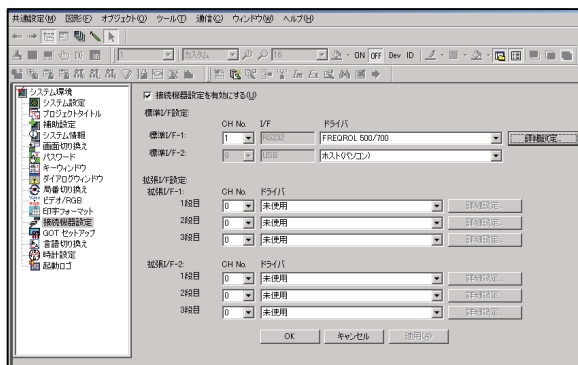 共通設定(M) 図形(F) オブジェクト(O) ツール(T) 通信(C) ウィンドウ(W) ヘルプ(H)
1 カスタム 16 ON OFF Dev ID
システム環境
システム設定
プロジェクトタイトル
補助設定
システム情報
画面切り換え
パスワード
キーウィンドウ
ダイアログウィンドウ
局番切り換え
ビデオ/RGB
印字フォーマット
接続機器設定
GOT セットアップ
言語切り換え
時計設定
起動ロゴ
接続機器設定を有効にする(U)
標準I/F設定:
CH No. I/F ドライバ
標準I/F-1: 1 RS232 FREQROL 500/700 詳細設定...
標準I/F-2: 9 USB ホスト(パソコン)
拡張I/F設定:
拡張I/F-1: CH No. ドライバ
1段目 0 未使用 詳細設定...
2段目 0 未使用 詳細設定...
3段目 0 未使用 詳細設定...
拡張I/F-2: CH No. ドライバ
1段目 0 未使用 詳細設定...
2段目 0 未使用 詳細設定...
3段目 0 未使用 詳細設定...
OK キャンセル 適用(A)